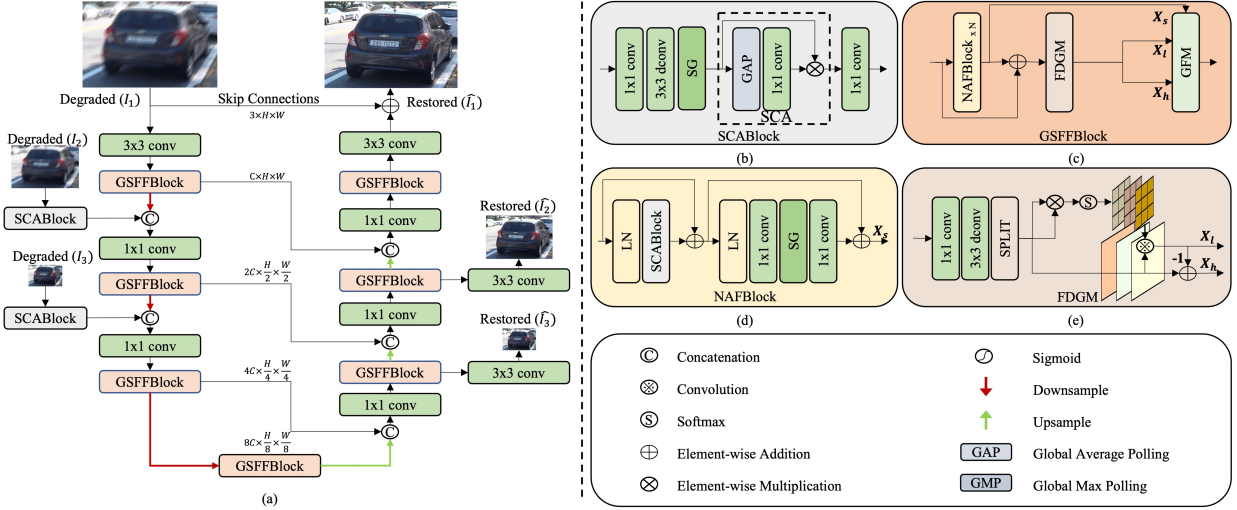 Degraded (I₁)
Skip Connections
3×H×W
Restored (Î₁)
Degraded (I₂)
3x3 conv
3x3 conv
GSFFBlock
C×H×W
GSFFBlock
SCABlock
C
1x1 conv
Restored (Î₂)
1x1 conv
C
Degraded (I₃)
GSFFBlock
2C×H/2×W/2
GSFFBlock
3x3 conv
SCABlock
C
1x1 conv
Restored (Î₃)
1x1 conv
C
GSFFBlock
4C×H/4×W/4
GSFFBlock
3x3 conv
1x1 conv
8C×H/8×W/8
C
GSFFBlock
(a)
1x1 conv
3x3 dconv
SG
GAP
1x1 conv
1x1 conv
SCA
SCABlock
(b)
NAFBlock x N
FDGM
Xs
Xl
Xh
GFM
GSFFBlock
(c)
LN
SCABlock
LN
1x1 conv
SG
1x1 conv
Xs
NAFBlock
(d)
1x1 conv
3x3 dconv
SPLIT
S
Xl
-1
Xh
FDGM
(e)
C Concatenation
Sigmoid
Convolution
Downsample
S Softmax
Upsample
Element-wise Addition
GAP Global Average Polling
Element-wise Multiplication
GMP Global Max Polling